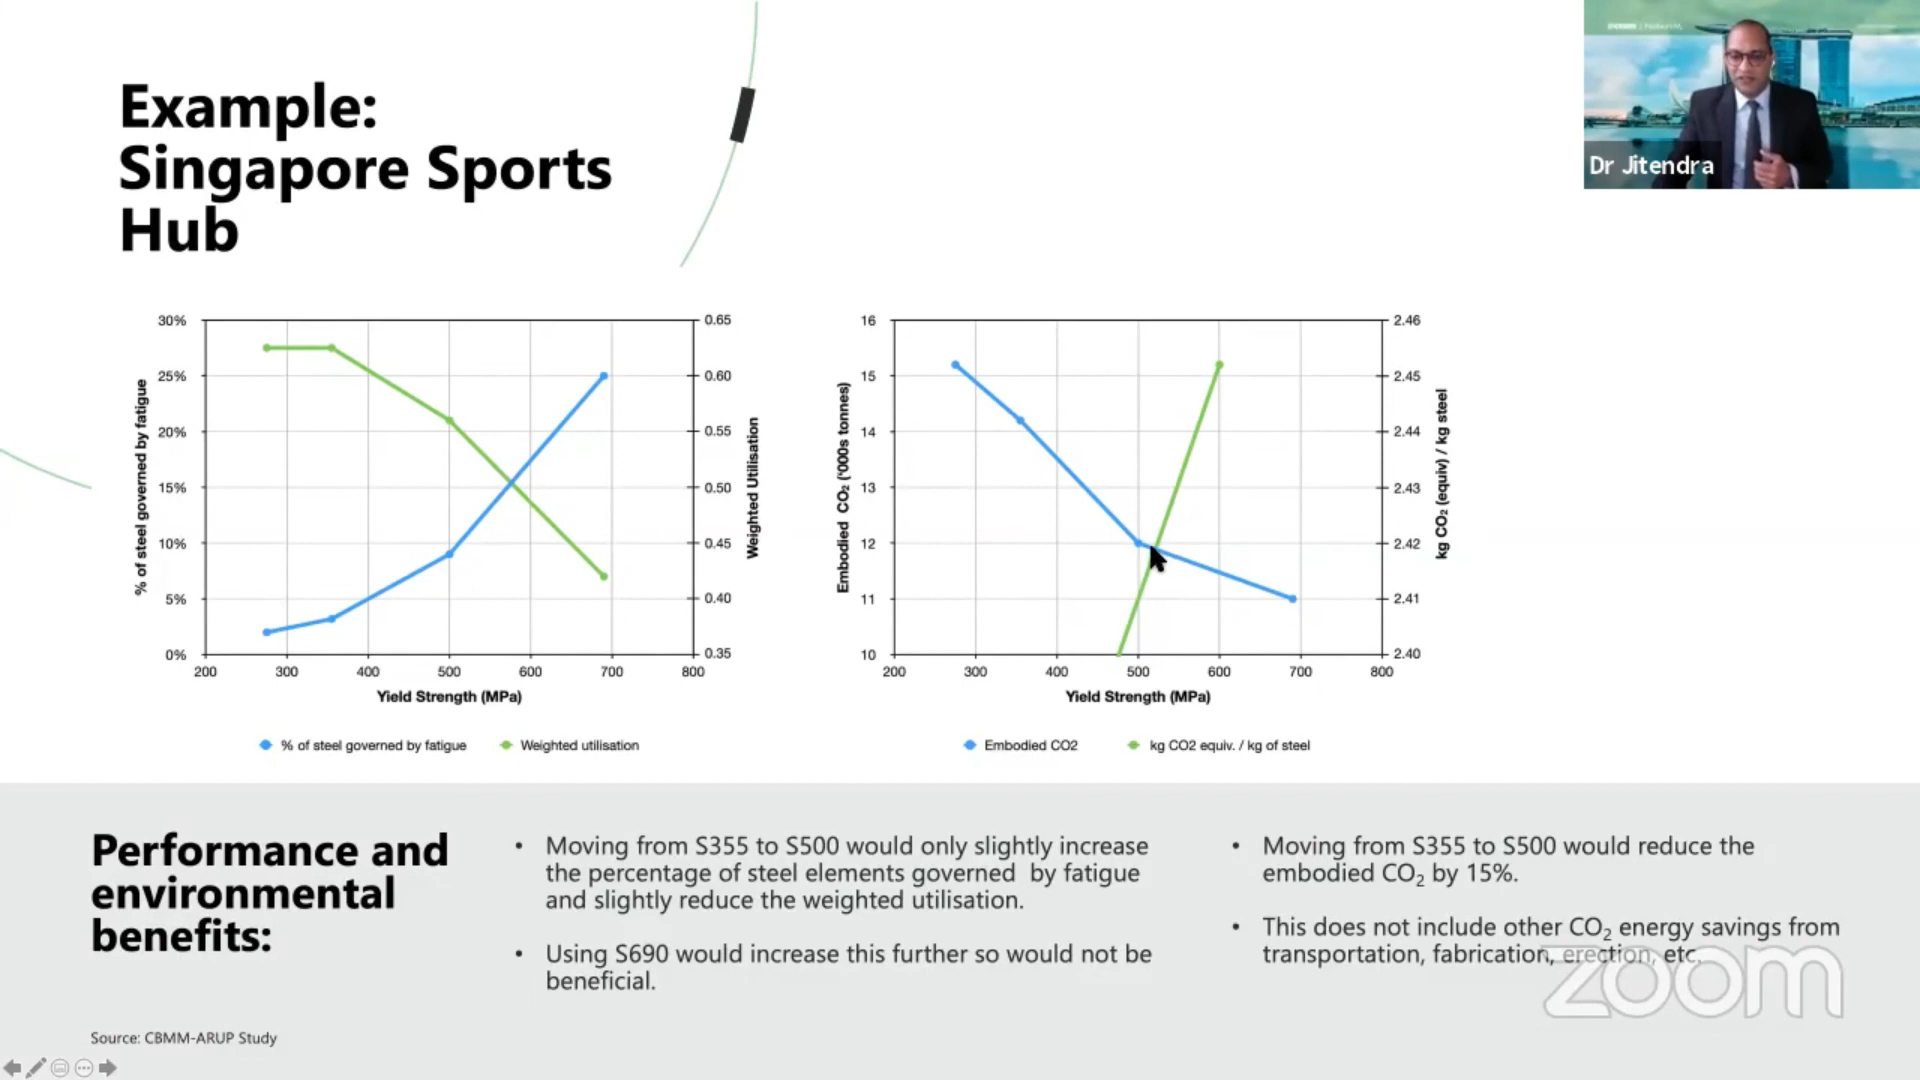 Example:
Singapore Sports
Hub
Dr Jitendra
30%
25%
20%
15%
10%
5%
0%
% of steel governed by fatigue
0.65
0.60
0.55
0.50
0.45
0.40
0.35
Weighted Utilisation
200 300 400 500 600 700 800
Yield Strength (MPa)
% of steel governed by fatigue Weighted utilisation
16
15
14
13
12
11
10
Embodied CO₂ ('000s tonnes)
2.46
2.45
2.44
2.43
2.42
2.41
2.40
kg CO₂ (equiv) / kg steel
200 300 400 500 600 700 800
Yield Strength (MPa)
Embodied CO2 kg CO2 equiv. / kg of steel
Performance and
environmental
benefits:
• Moving from S355 to S500 would only slightly increase
the percentage of steel elements governed by fatigue
and slightly reduce the weighted utilisation.
• Using S690 would increase this further so would not be
beneficial.
• Moving from S355 to S500 would reduce the
embodied CO₂ by 15%.
• This does not include other CO₂ energy savings from
transportation, fabrication, erection, etc.
zoom
Source: CBMM-ARUP Study